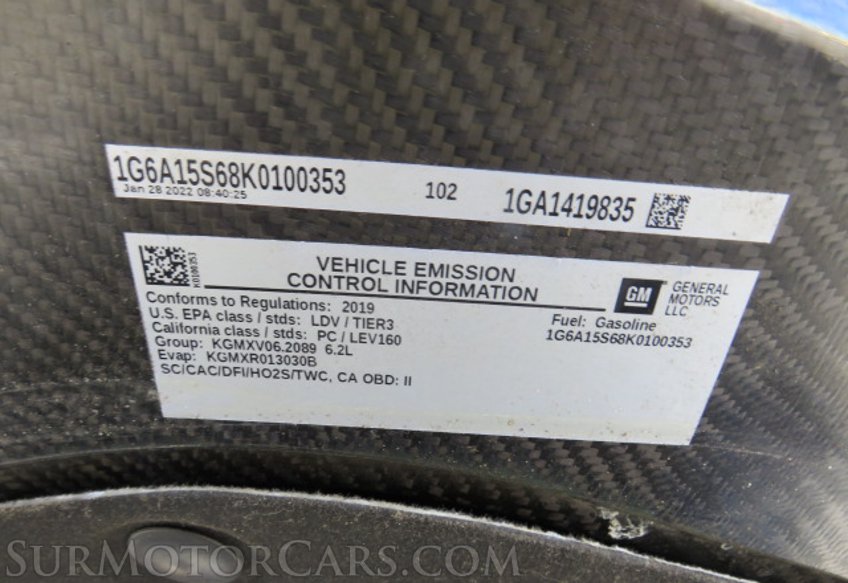 1G6A15S68K0100353 102 1GA1419835
Jan 28 2022 08:40:25
K0100353
VEHICLE EMISSION
CONTROL INFORMATION
GM GENERAL
MOTORS
LLC
Conforms to Regulations: 2019
U.S. EPA class / stds: LDV / TIER3
California class / stds: PC / LEV160
Group: KGMXV06.2089 6.2L
Evap: KGMXR013030B
SC/CAC/DFI/HO2S/TWC, CA OBD: II
Fuel: Gasoline
1G6A15S68K0100353
SURMOTORCARS.COM